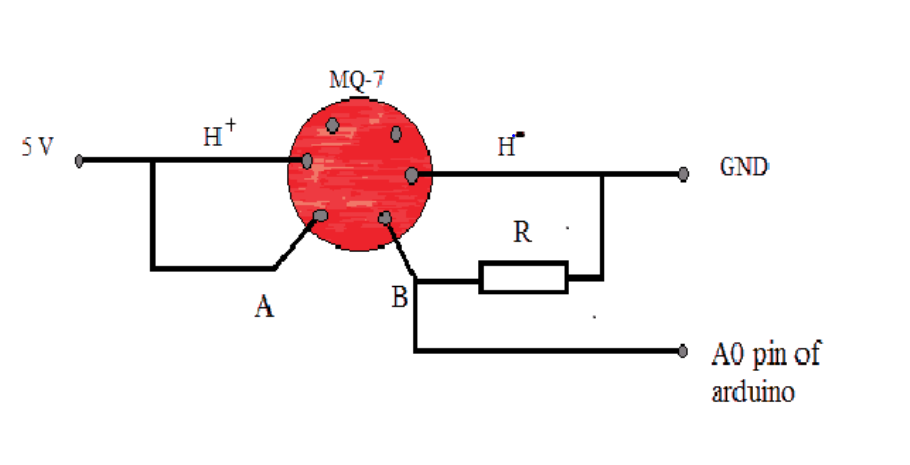 MQ-7
5 V
H+
H-
GND
R
A
B
A0 pin of
arduino